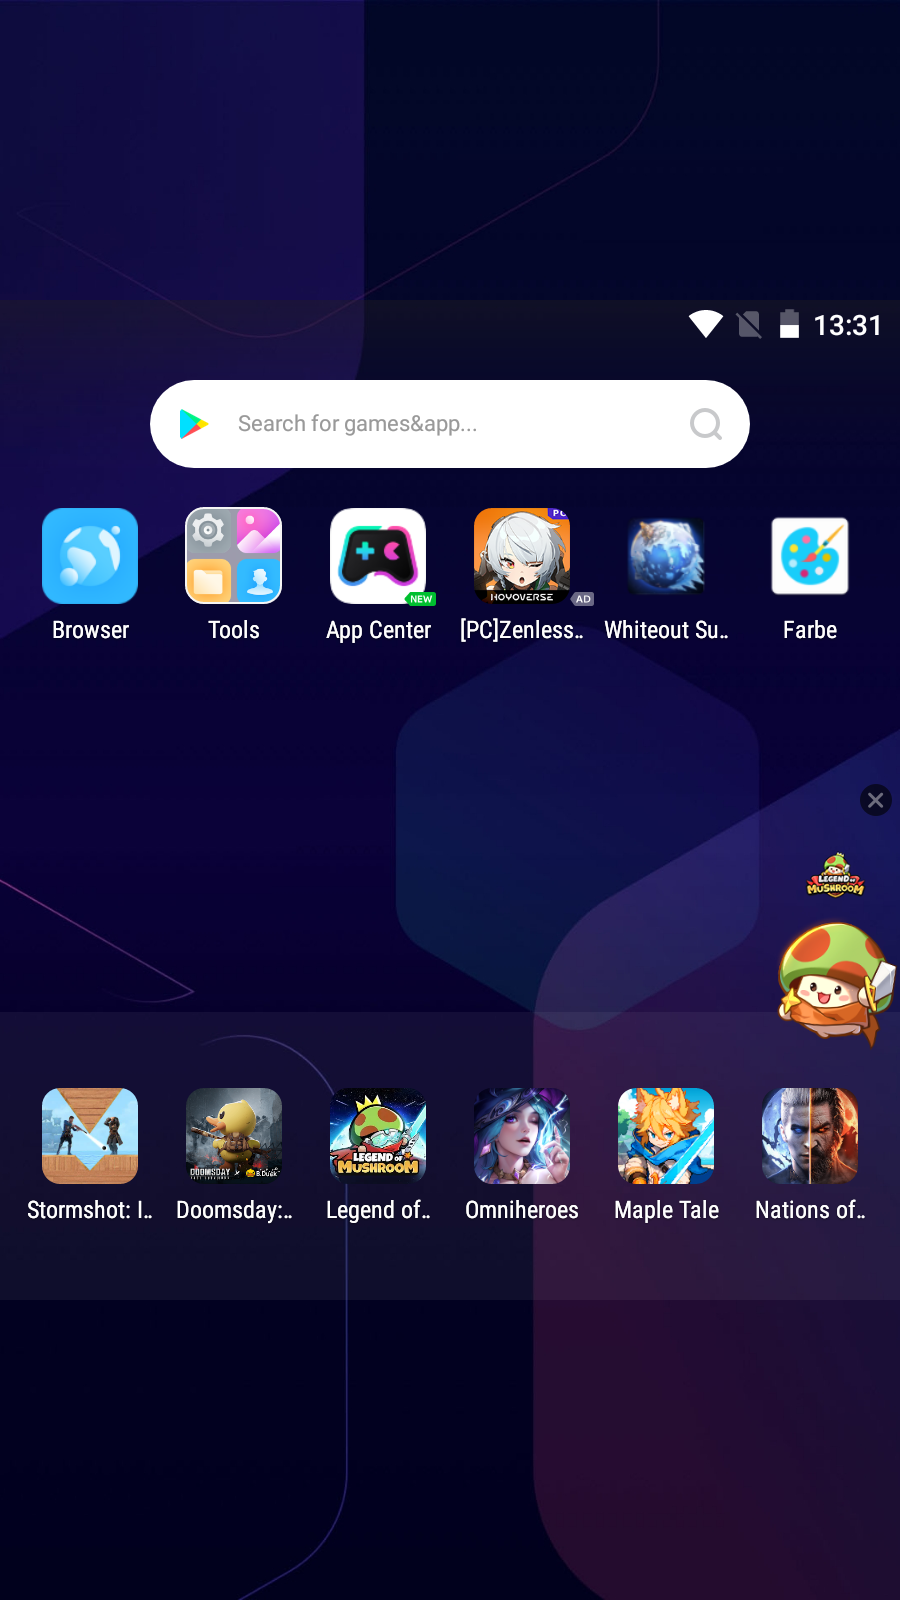 13:31
Search for games&app...
PC
HOYOVERSE
NEW
AD
Browser
Tools
App Center
[PC]Zenless..
Whiteout Su..
Farbe
LEGEND OF
MUSHROOM
DOOMSDAY
B.Duck
LEGEND OF
MUSHROOM
Stormshot: I..
Doomsday:..
Legend of..
Omniheroes
Maple Tale
Nations of..